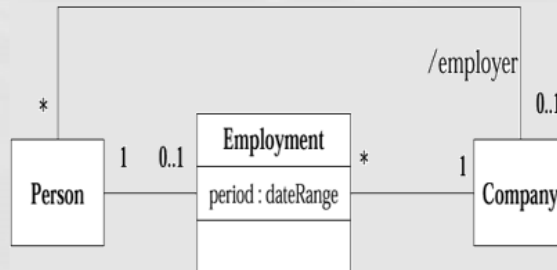 /employer
*
0..1
1
0..1
Employment
*
1
Person
period : dateRange
Company